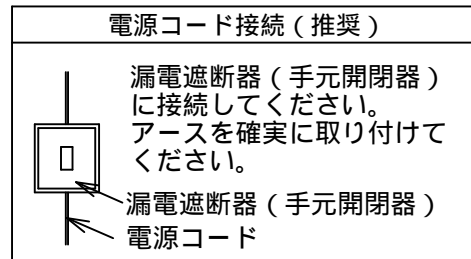 電源コード接続(推奨)
漏電遮断器(手元開閉器)
に接続してください。
アースを確実に取り付けて
ください。
漏電遮断器(手元開閉器)
電源コード